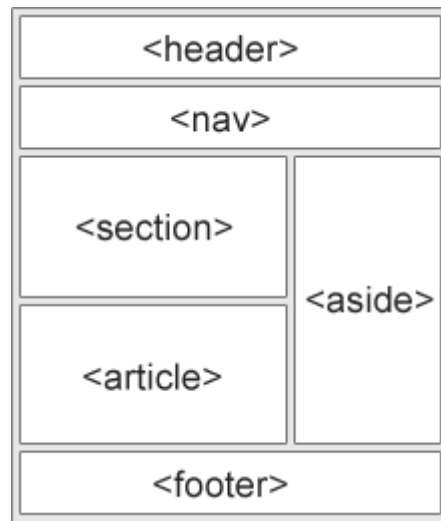 <header>
<nav>
<section>
<aside>
<article>
<footer>